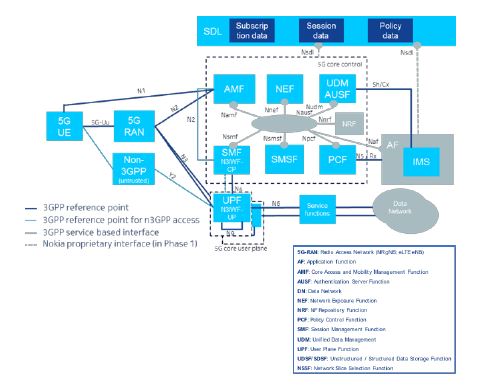 SDL
Subscrip
tion data
Session
data
Policy
data
Nsdl
Nsdl
5G core control
N1
AMF
NEF
UDM
AUSF
Sh/Cx
N2
N2
Namf
Nnef
Nudm
Nausf
Nnrf
NRF
5G
UE
5G-Uu
5G
RAN
Nsmf
Nsmsf
Npcf
Naf
AF
Non-
3GPP
(untrusted)
N3
Y2
SMF
N3IWF-
CP
SMSF
PCF
N5
Rx
IMS
N4
UPF
N3IWF-
UP
N6
N9
Service
functions
Data
Network
5G core user plane
3GPP reference point
3GPP reference point for n3GPP access
3GPP service based interface
Nokia proprietary interface (in Phase 1)
5G-RAN: Radio Access Network (NRgNB; eLTE eNB)
AF: Application function
AMF: Core Access and Mobility Management Function
AUSF: Authentication Server Function
DN: Data Network
NEF: Network Exposure Function
NRF: NF Repository Function
PCF: Policy Control Function
SMF: Session Management Function
UDM: Unified Data Management
UPF: User Plane Function
UDSF/SDSF: Unstructured / Structured Data Storage Function
NSSF: Network Slice Selection Function